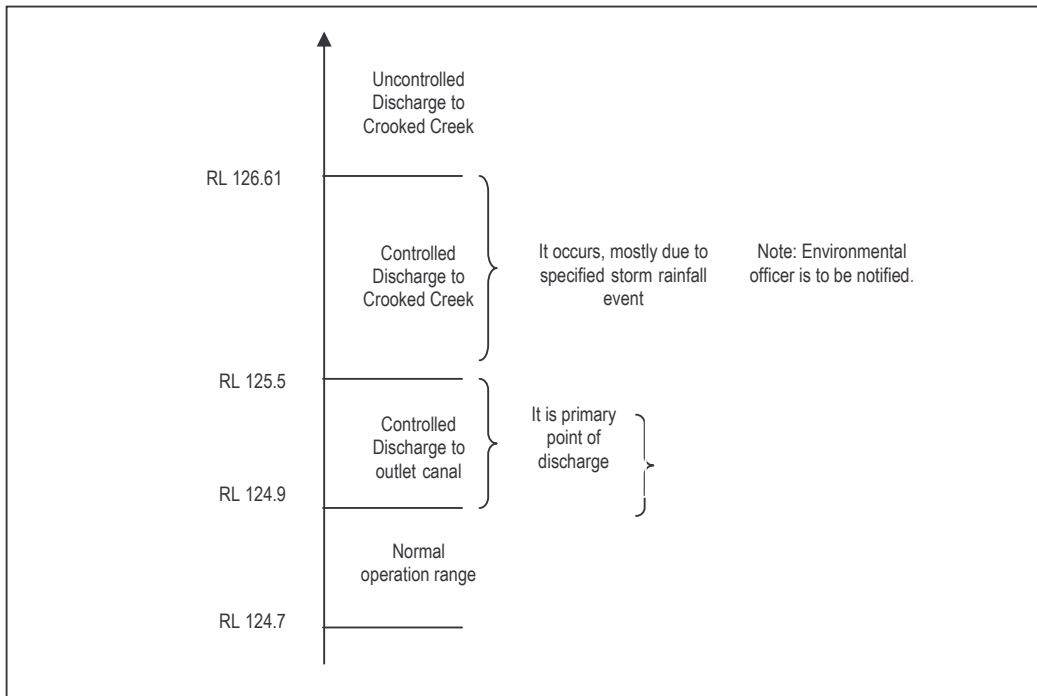 Uncontrolled
Discharge to
Crooked Creek
RL 126.61
Controlled
Discharge to
Crooked Creek
It occurs, mostly due to
specified storm rainfall
event
Note: Environmental
officer is to be notified.
RL 125.5
Controlled
Discharge to
outlet canal
It is primary
point of
discharge
RL 124.9
Normal
operation range
RL 124.7